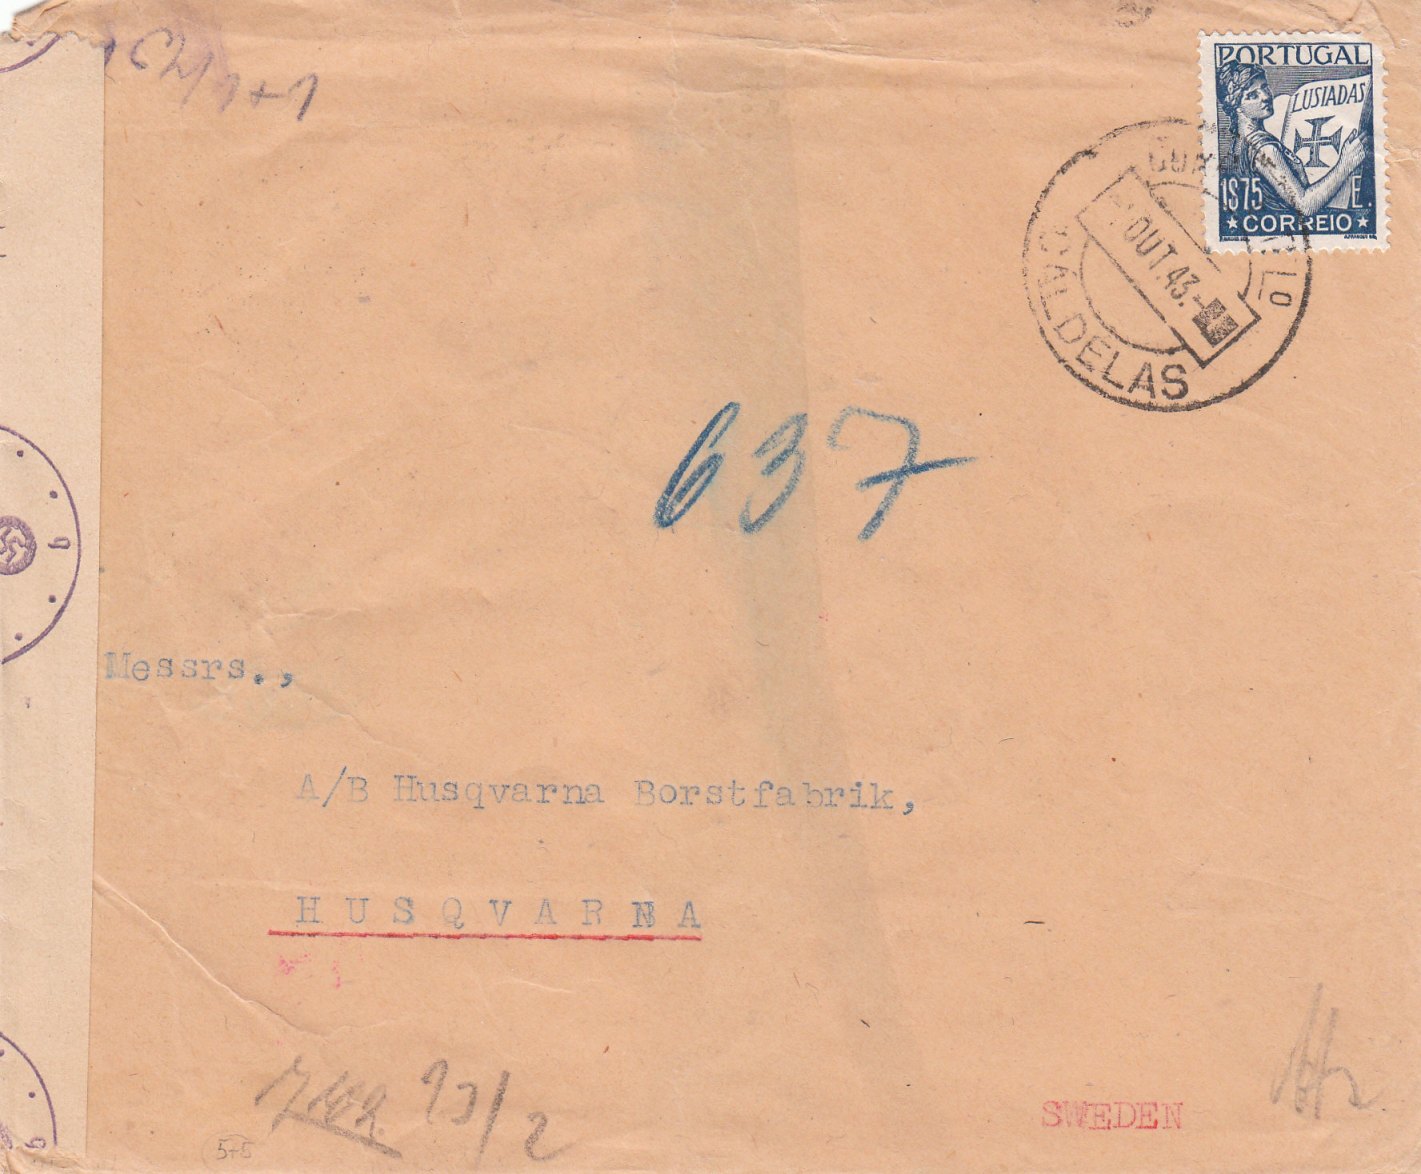 PORTUGAL
LUSIADAS
1$75 E.
CORREIO
CALDELAS
OUT.43.
637
b
Messrs.,
A/B Husqvarna Borstfabrik,
HUSQVARNA
SWEDEN
b